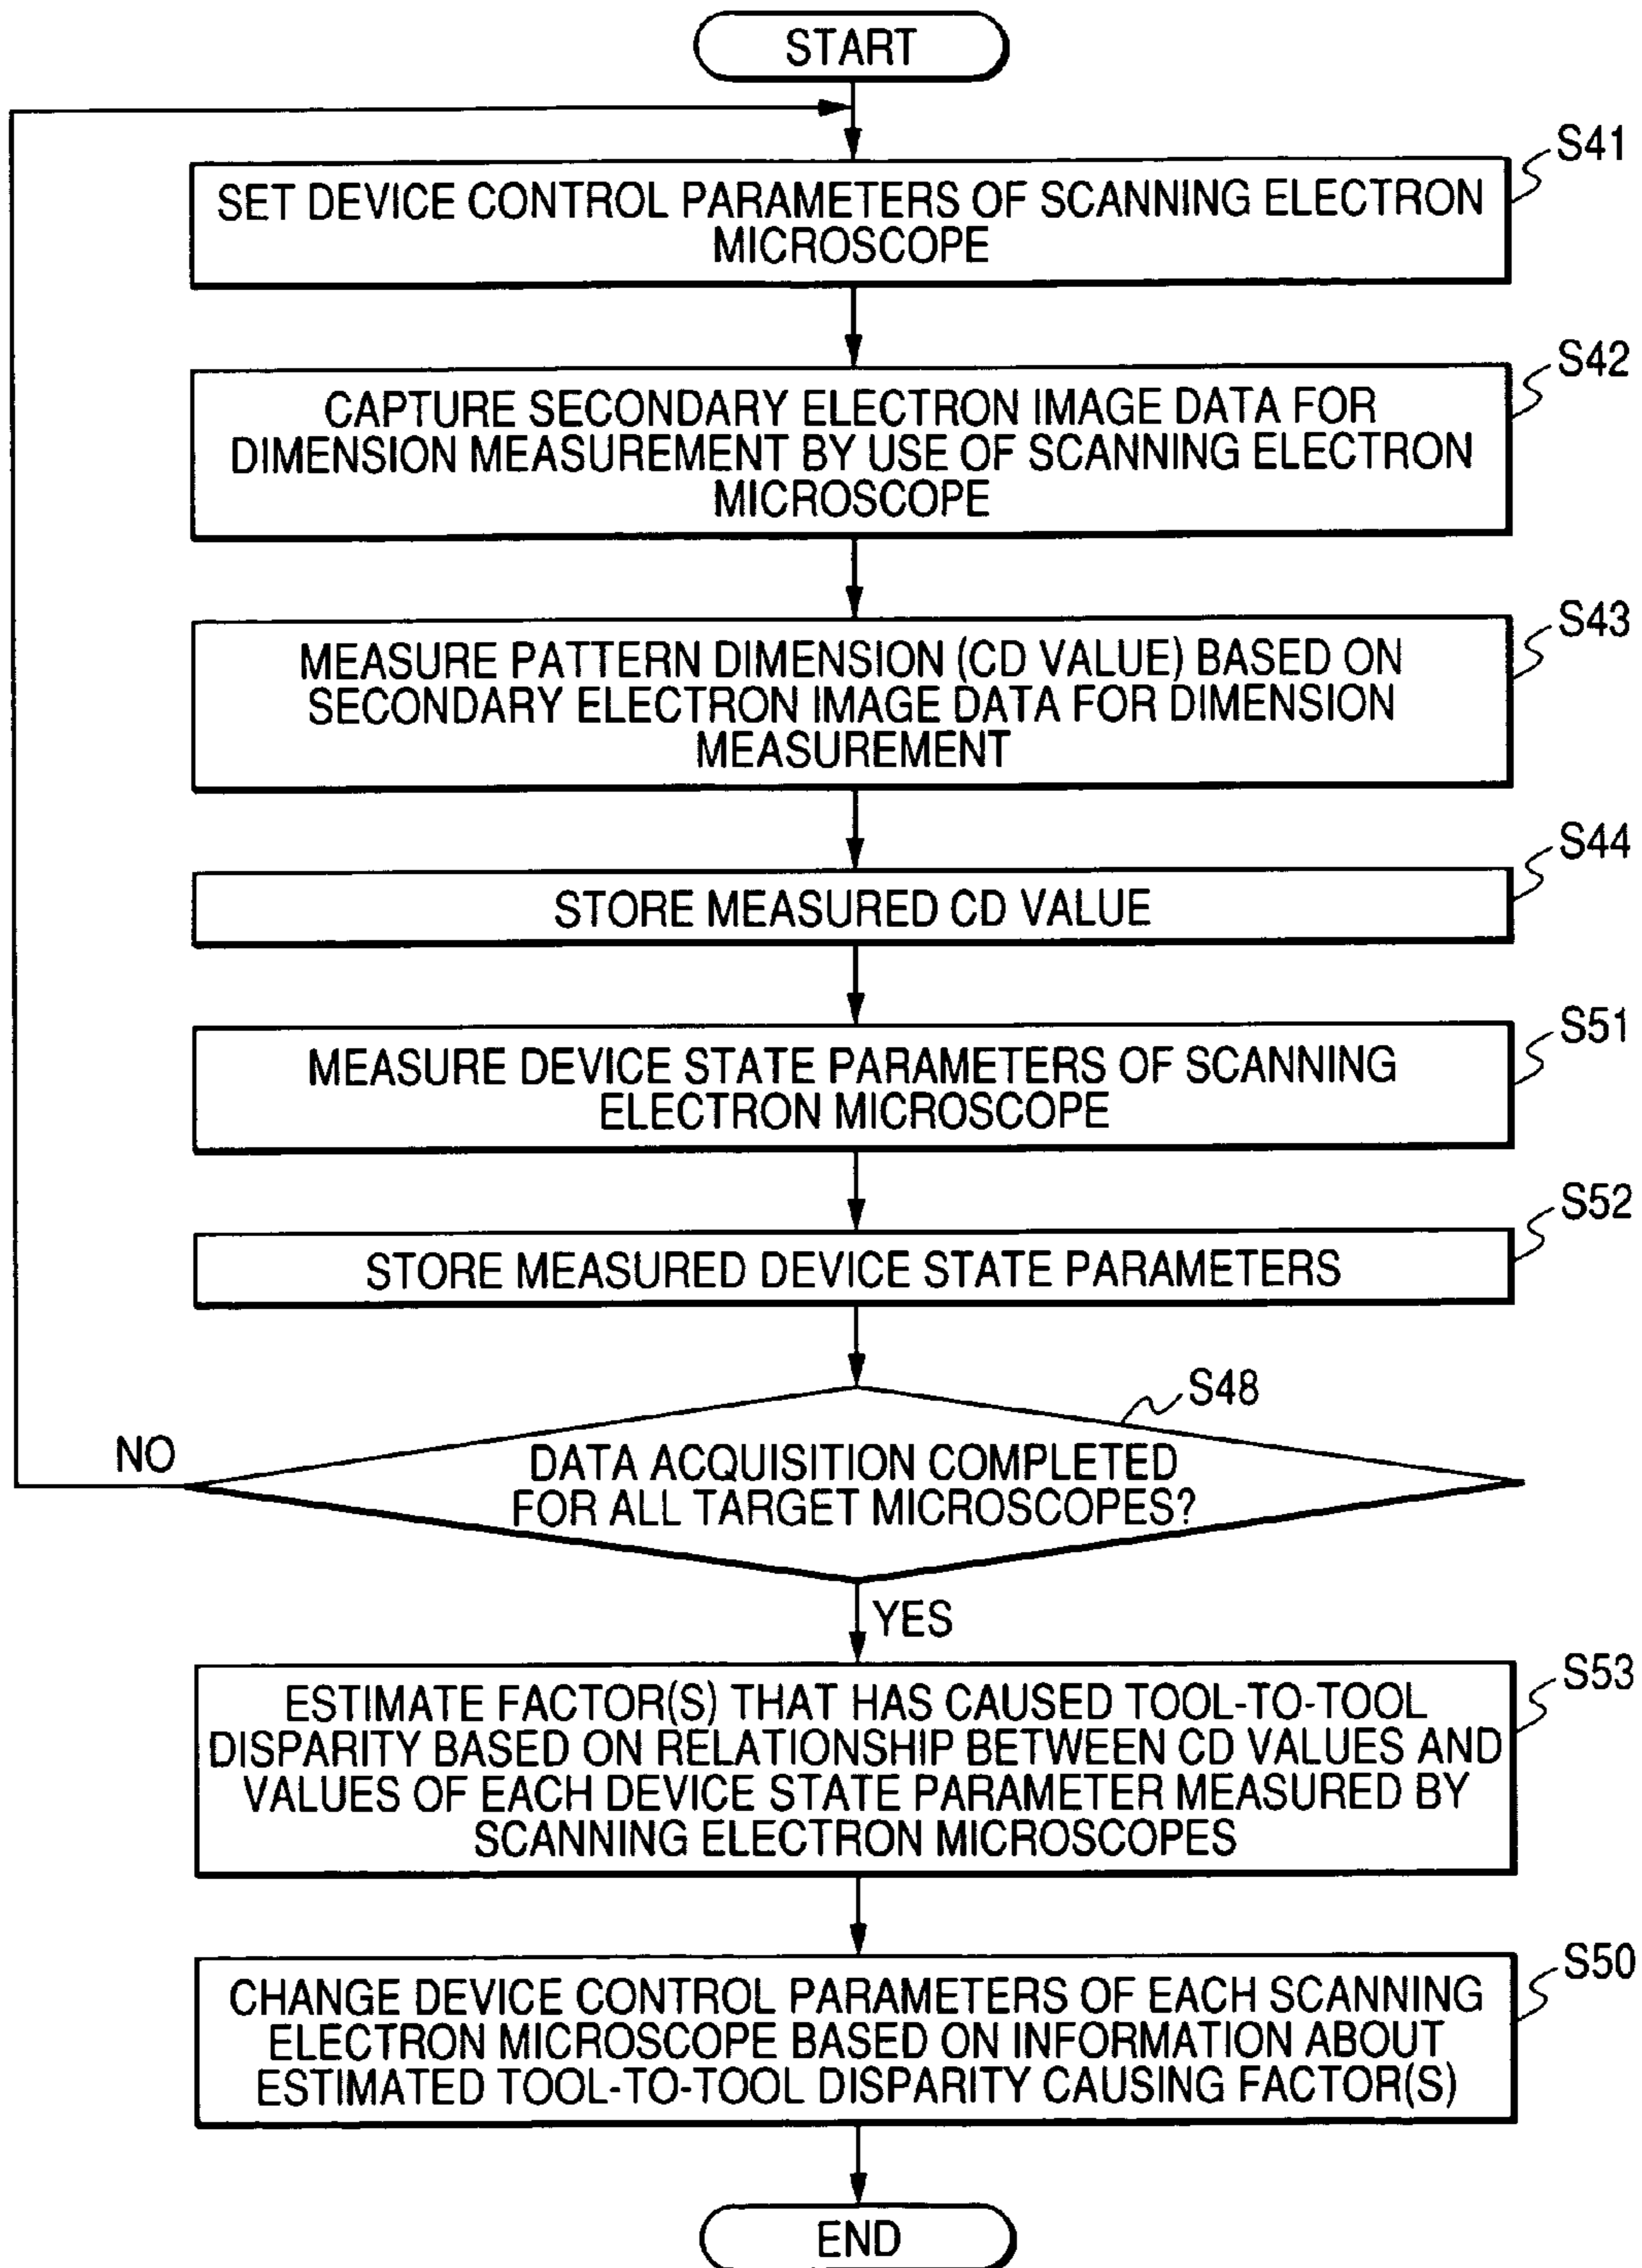 START
S41
SET DEVICE CONTROL PARAMETERS OF SCANNING ELECTRON
MICROSCOPE
S42
CAPTURE SECONDARY ELECTRON IMAGE DATA FOR
DIMENSION MEASUREMENT BY USE OF SCANNING ELECTRON
MICROSCOPE
S43
MEASURE PATTERN DIMENSION (CD VALUE) BASED ON
SECONDARY ELECTRON IMAGE DATA FOR DIMENSION
MEASUREMENT
S44
STORE MEASURED CD VALUE
S51
MEASURE DEVICE STATE PARAMETERS OF SCANNING
ELECTRON MICROSCOPE
S52
STORE MEASURED DEVICE STATE PARAMETERS
S48
NO
DATA ACQUISITION COMPLETED
FOR ALL TARGET MICROSCOPES?
YES
S53
ESTIMATE FACTOR(S) THAT HAS CAUSED TOOL-TO-TOOL
DISPARITY BASED ON RELATIONSHIP BETWEEN CD VALUES AND
VALUES OF EACH DEVICE STATE PARAMETER MEASURED BY
SCANNING ELECTRON MICROSCOPES
S50
CHANGE DEVICE CONTROL PARAMETERS OF EACH SCANNING
ELECTRON MICROSCOPE BASED ON INFORMATION ABOUT
ESTIMATED TOOL-TO-TOOL DISPARITY CAUSING FACTOR(S)
END